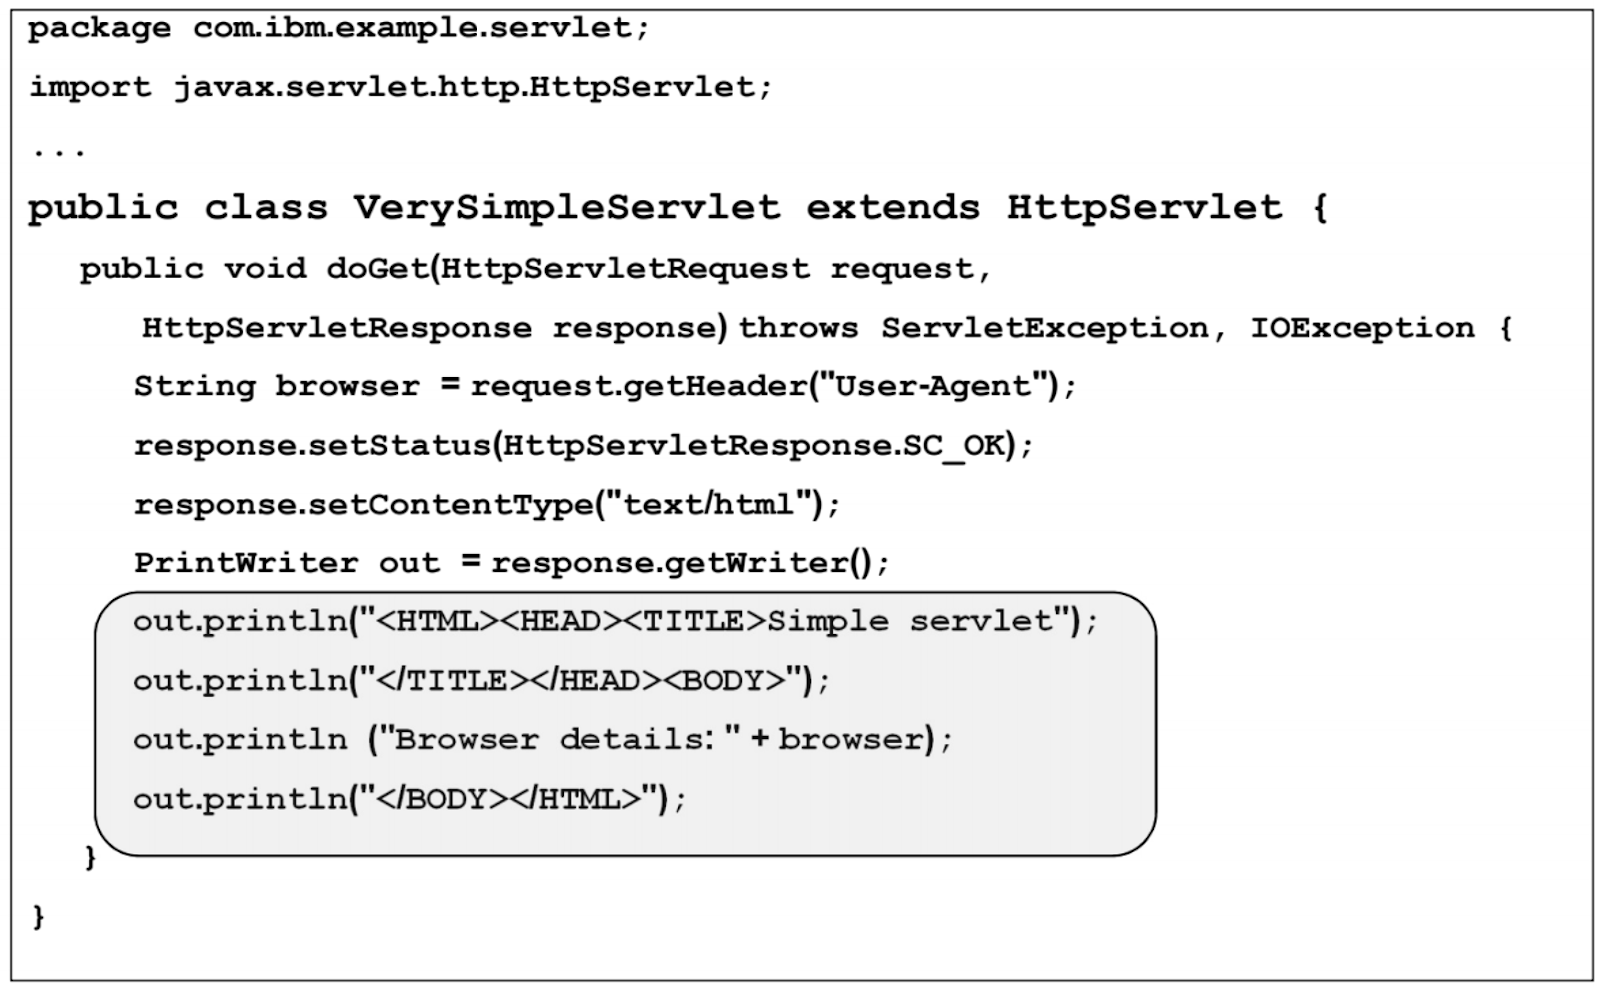 package com.ibm.example.servlet;
import javax.servlet.http.HttpServlet;
...
public class VerySimpleServlet extends HttpServlet {
public void doGet(HttpServletRequest request,
HttpServletResponse response) throws ServletException, IOException {
String browser = request.getHeader("User-Agent");
response.setStatus(HttpServletResponse.SC_OK);
response.setContentType("text/html");
PrintWriter out = response.getWriter();
out.println("<HTML><HEAD><TITLE>Simple servlet");
out.println("</TITLE></HEAD><BODY>");
out.println ("Browser details: " + browser);
out.println("</BODY></HTML>");
}
}